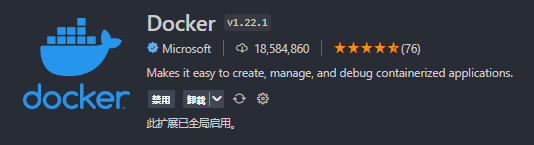 Docker v1.22.1
Microsoft 18,584,860 (76)
Makes it easy to create, manage, and debug containerized applications.
docker
禁用 卸载
此扩展已全局启用。